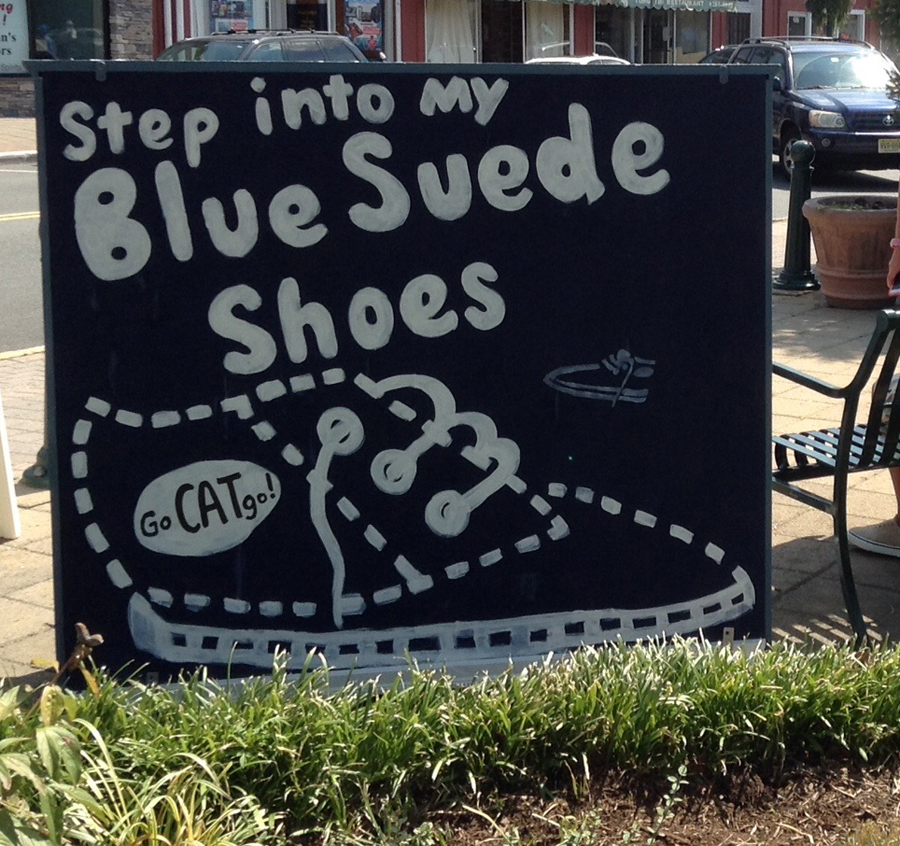 Step into my
Blue Suede
Shoes
Go CAT go!